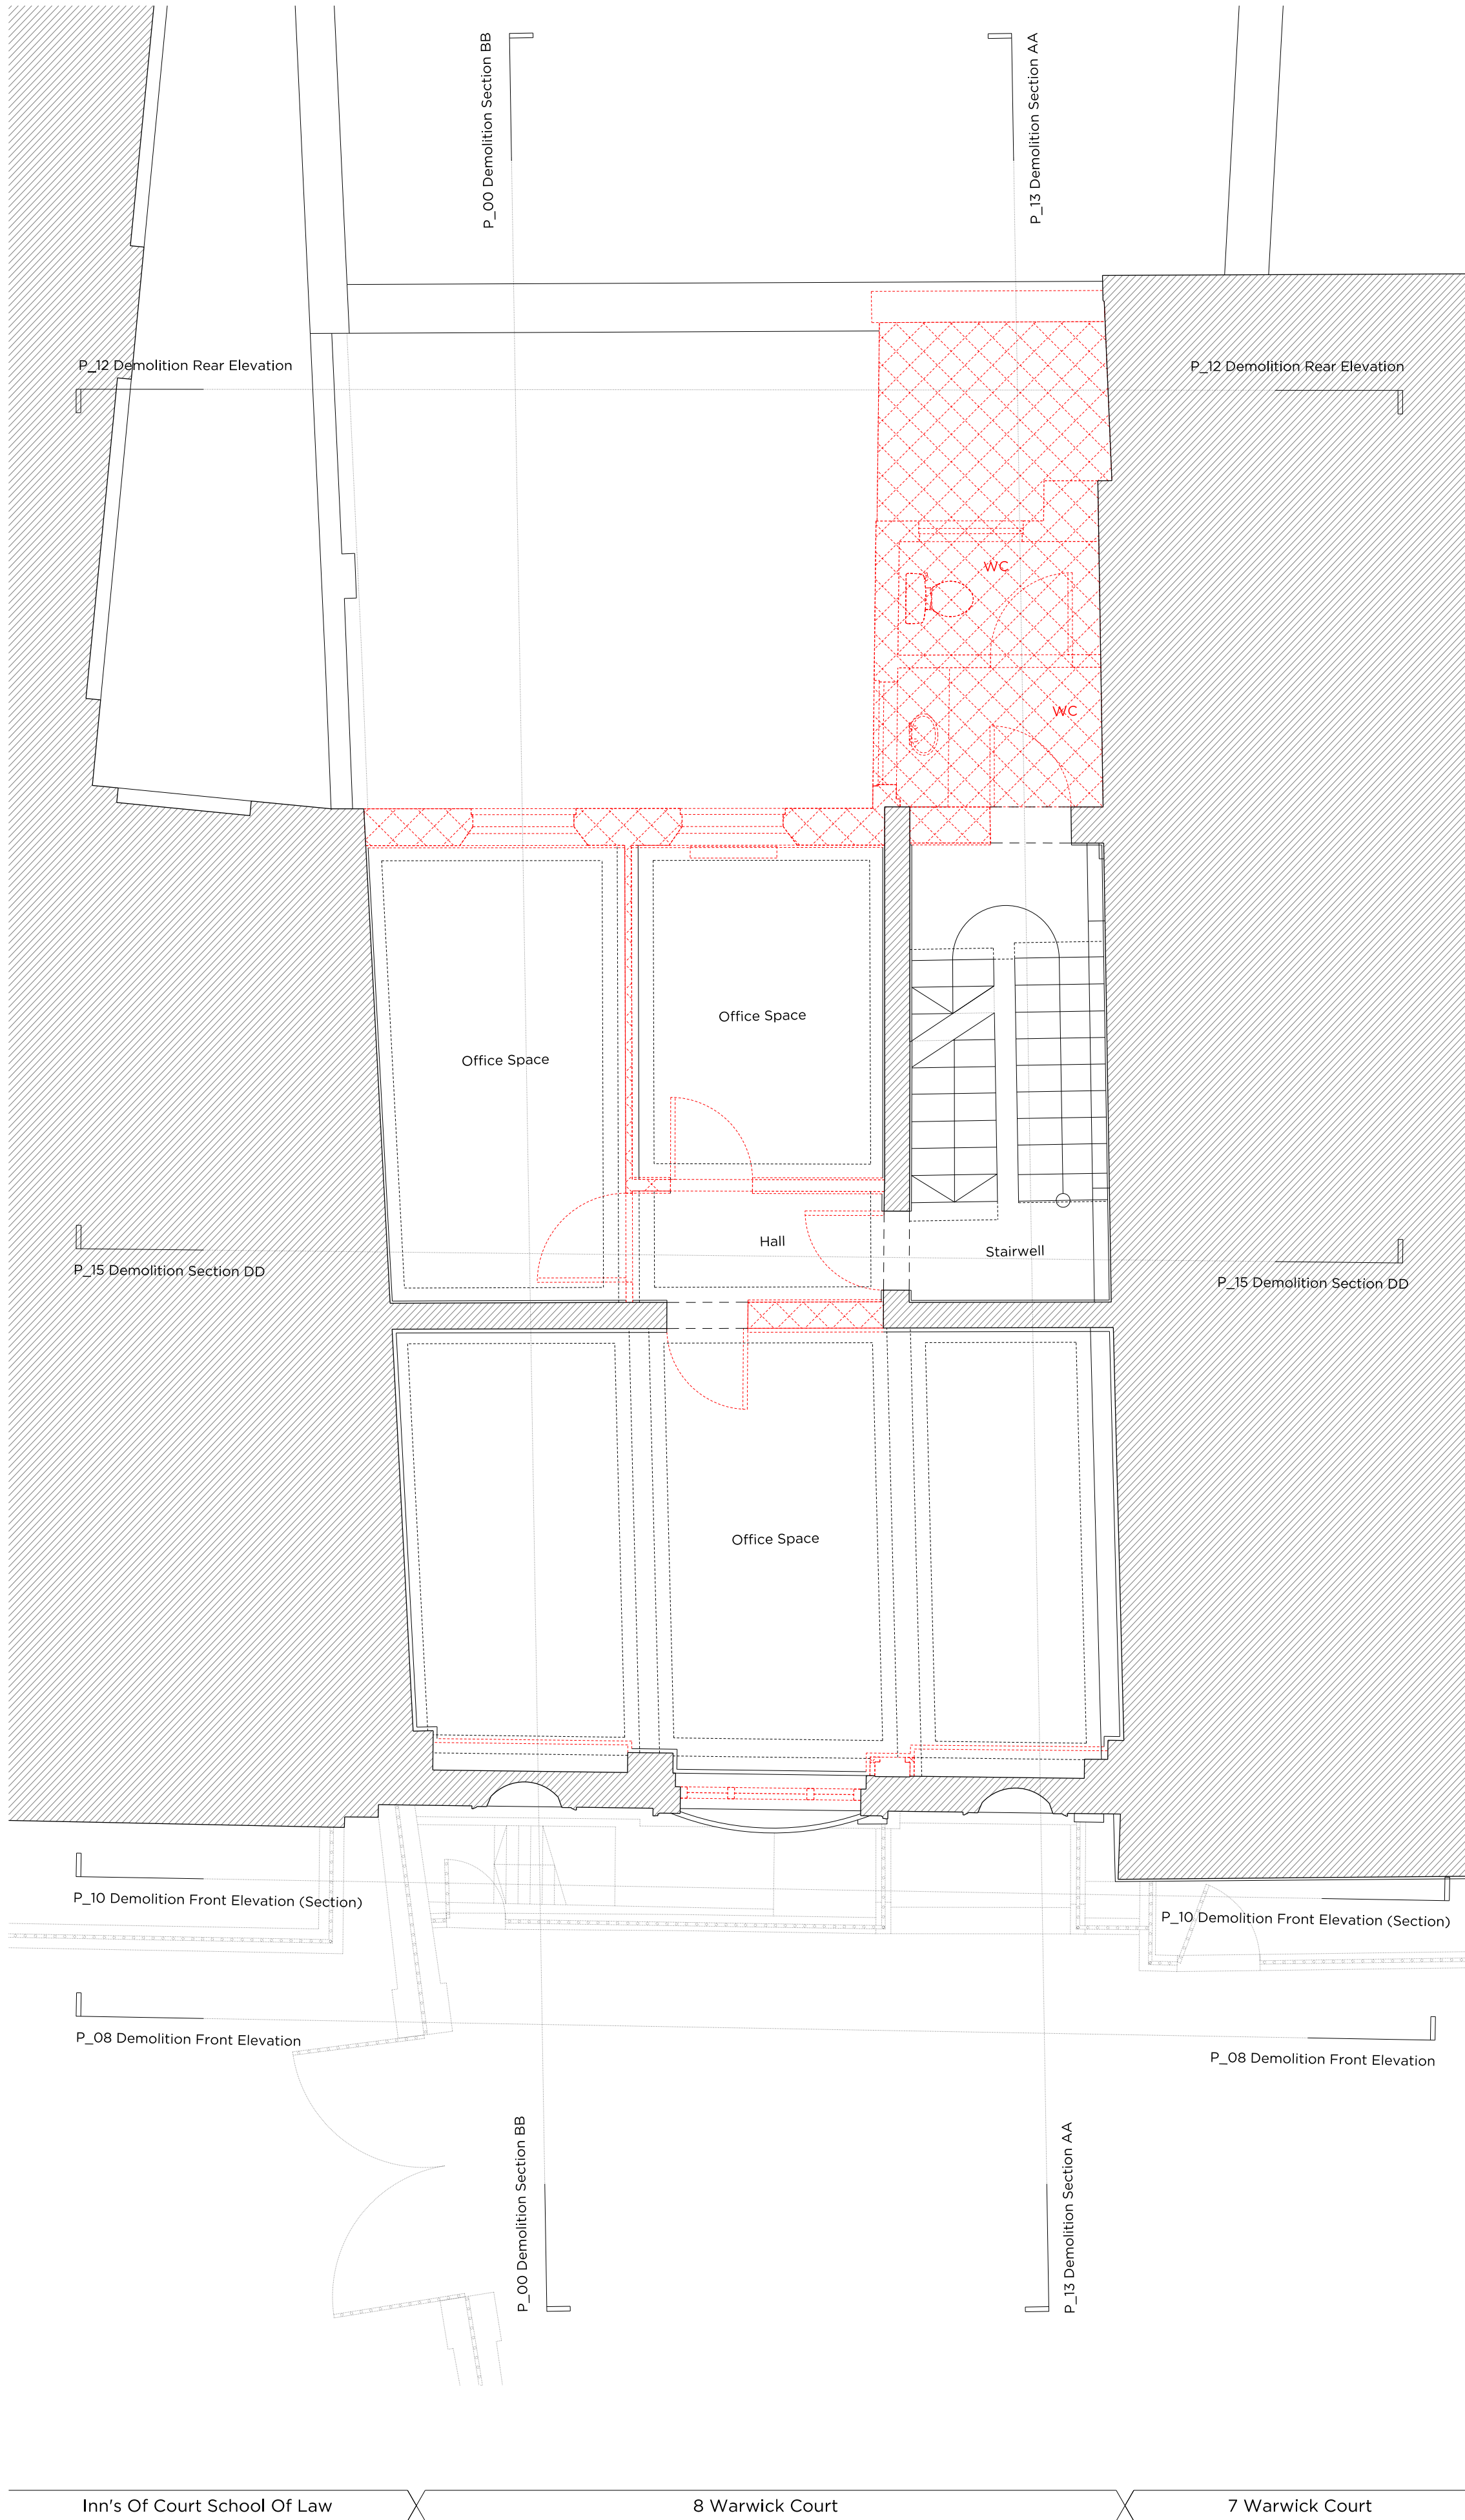 P_00 Demolition Section BB
P_13 Demolition Section AA
P_12 Demolition Rear Elevation
P_12 Demolition Rear Elevation
WC
WC
Office Space
Office Space
Hall
Stairwell
P_15 Demolition Section DD
P_15 Demolition Section DD
Office Space
P_10 Demolition Front Elevation (Section)
P_10 Demolition Front Elevation (Section)
P_08 Demolition Front Elevation
P_08 Demolition Front Elevation
P_00 Demolition Section BB
P_13 Demolition Section AA
Inn's Of Court School Of Law
8 Warwick Court
7 Warwick Court